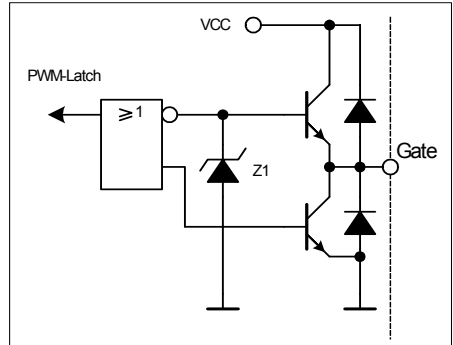 VCC
PWM-Latch
≥1
Z1
Gate